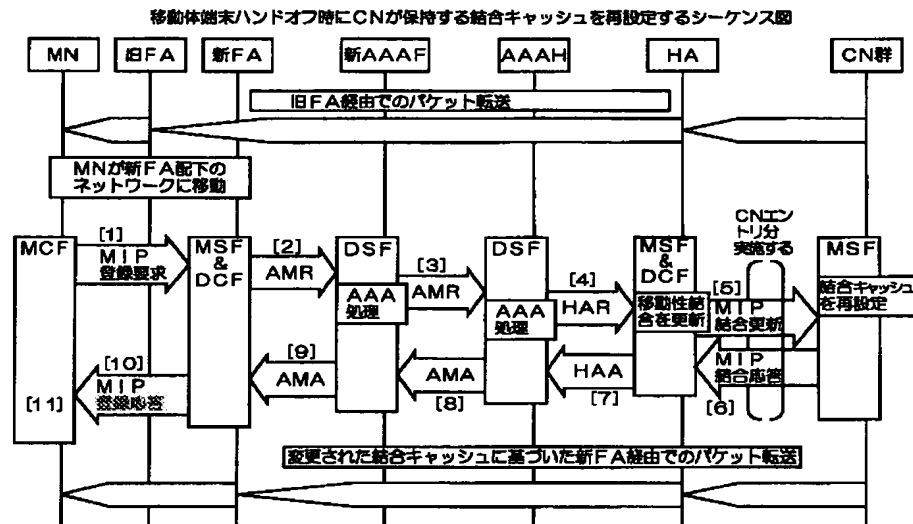 移動体端末ハンドオフ時にCNが保持する結合キャッシュを再設定するシーケンス図
MN
旧FA
新FA
新AAAF
AAAH
HA
CN群
旧FA経由でのパケット転送
MNが新FA配下の
ネットワークに移動
CNエン
トリ分
実施する
MCF
[1]
MIP
登録要求
MSF
&
DCF
[2]
AMR
DSF
AAA
処理
[3]
AMR
DSF
AAA
処理
[4]
HAR
MSF
&
DCF
移動性結
合を更新
[5]
MIP
結合更新
MSF
結合キャッシュ
を再設定
[6]
MIP
結合応答
[7]
HAA
[8]
AMA
[9]
AMA
[10]
MIP
登録応答
[11]
変更された結合キャッシュに基づいた新FA経由でのパケット転送